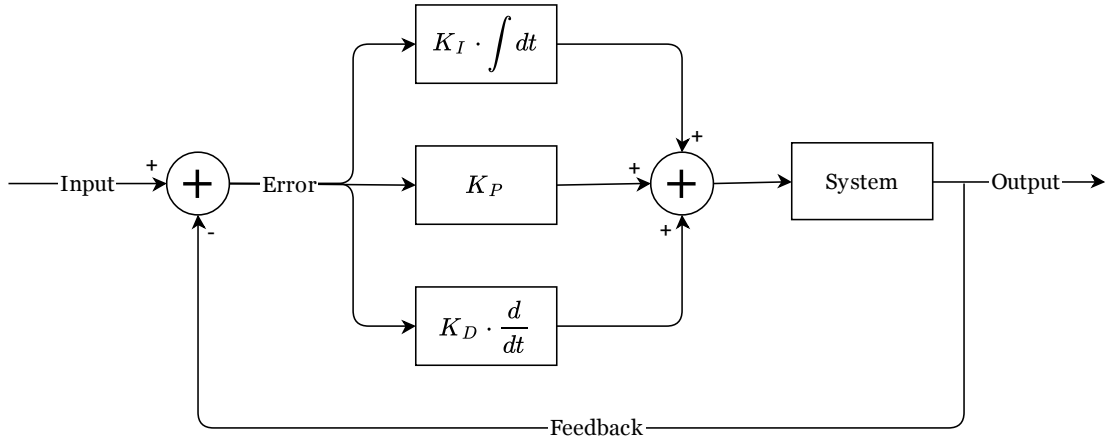 K_I · ∫ dt
+
+
Input
+
Error
K_P
+
+
System
Output
-
+
K_D · d/dt
Feedback